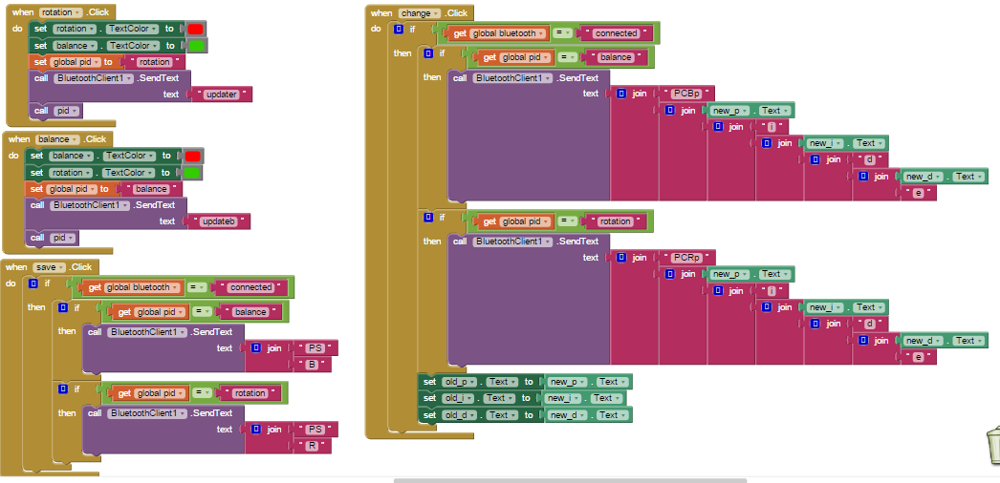 when rotation .Click
do set rotation . TextColor to
set balance . TextColor to
set global pid to " rotation "
call BluetoothClient1 .SendText
text " updater "
call pid
when balance .Click
do set balance . TextColor to
set rotation . TextColor to
set global pid to " balance "
call BluetoothClient1 .SendText
text " updateb "
call pid
when save .Click
do if get global bluetooth = " connected "
then if get global pid = " balance "
then call BluetoothClient1 .SendText
text join " PS "
" B "
if get global pid = " rotation "
then call BluetoothClient1 .SendText
text join " PS "
" R "
when change .Click
do if get global bluetooth = " connected "
then if get global pid = " balance "
then call BluetoothClient1 .SendText
text join " PCBp "
join new_p . Text
join " i "
join new_i . Text
join " d "
join new_d . Text
" e "
if get global pid = " rotation "
then call BluetoothClient1 .SendText
text join " PCRp "
join new_p . Text
join " i "
join new_i . Text
join " d "
join new_d . Text
" e "
set old_p . Text to new_p . Text
set old_i . Text to new_i . Text
set old_d . Text to new_d . Text